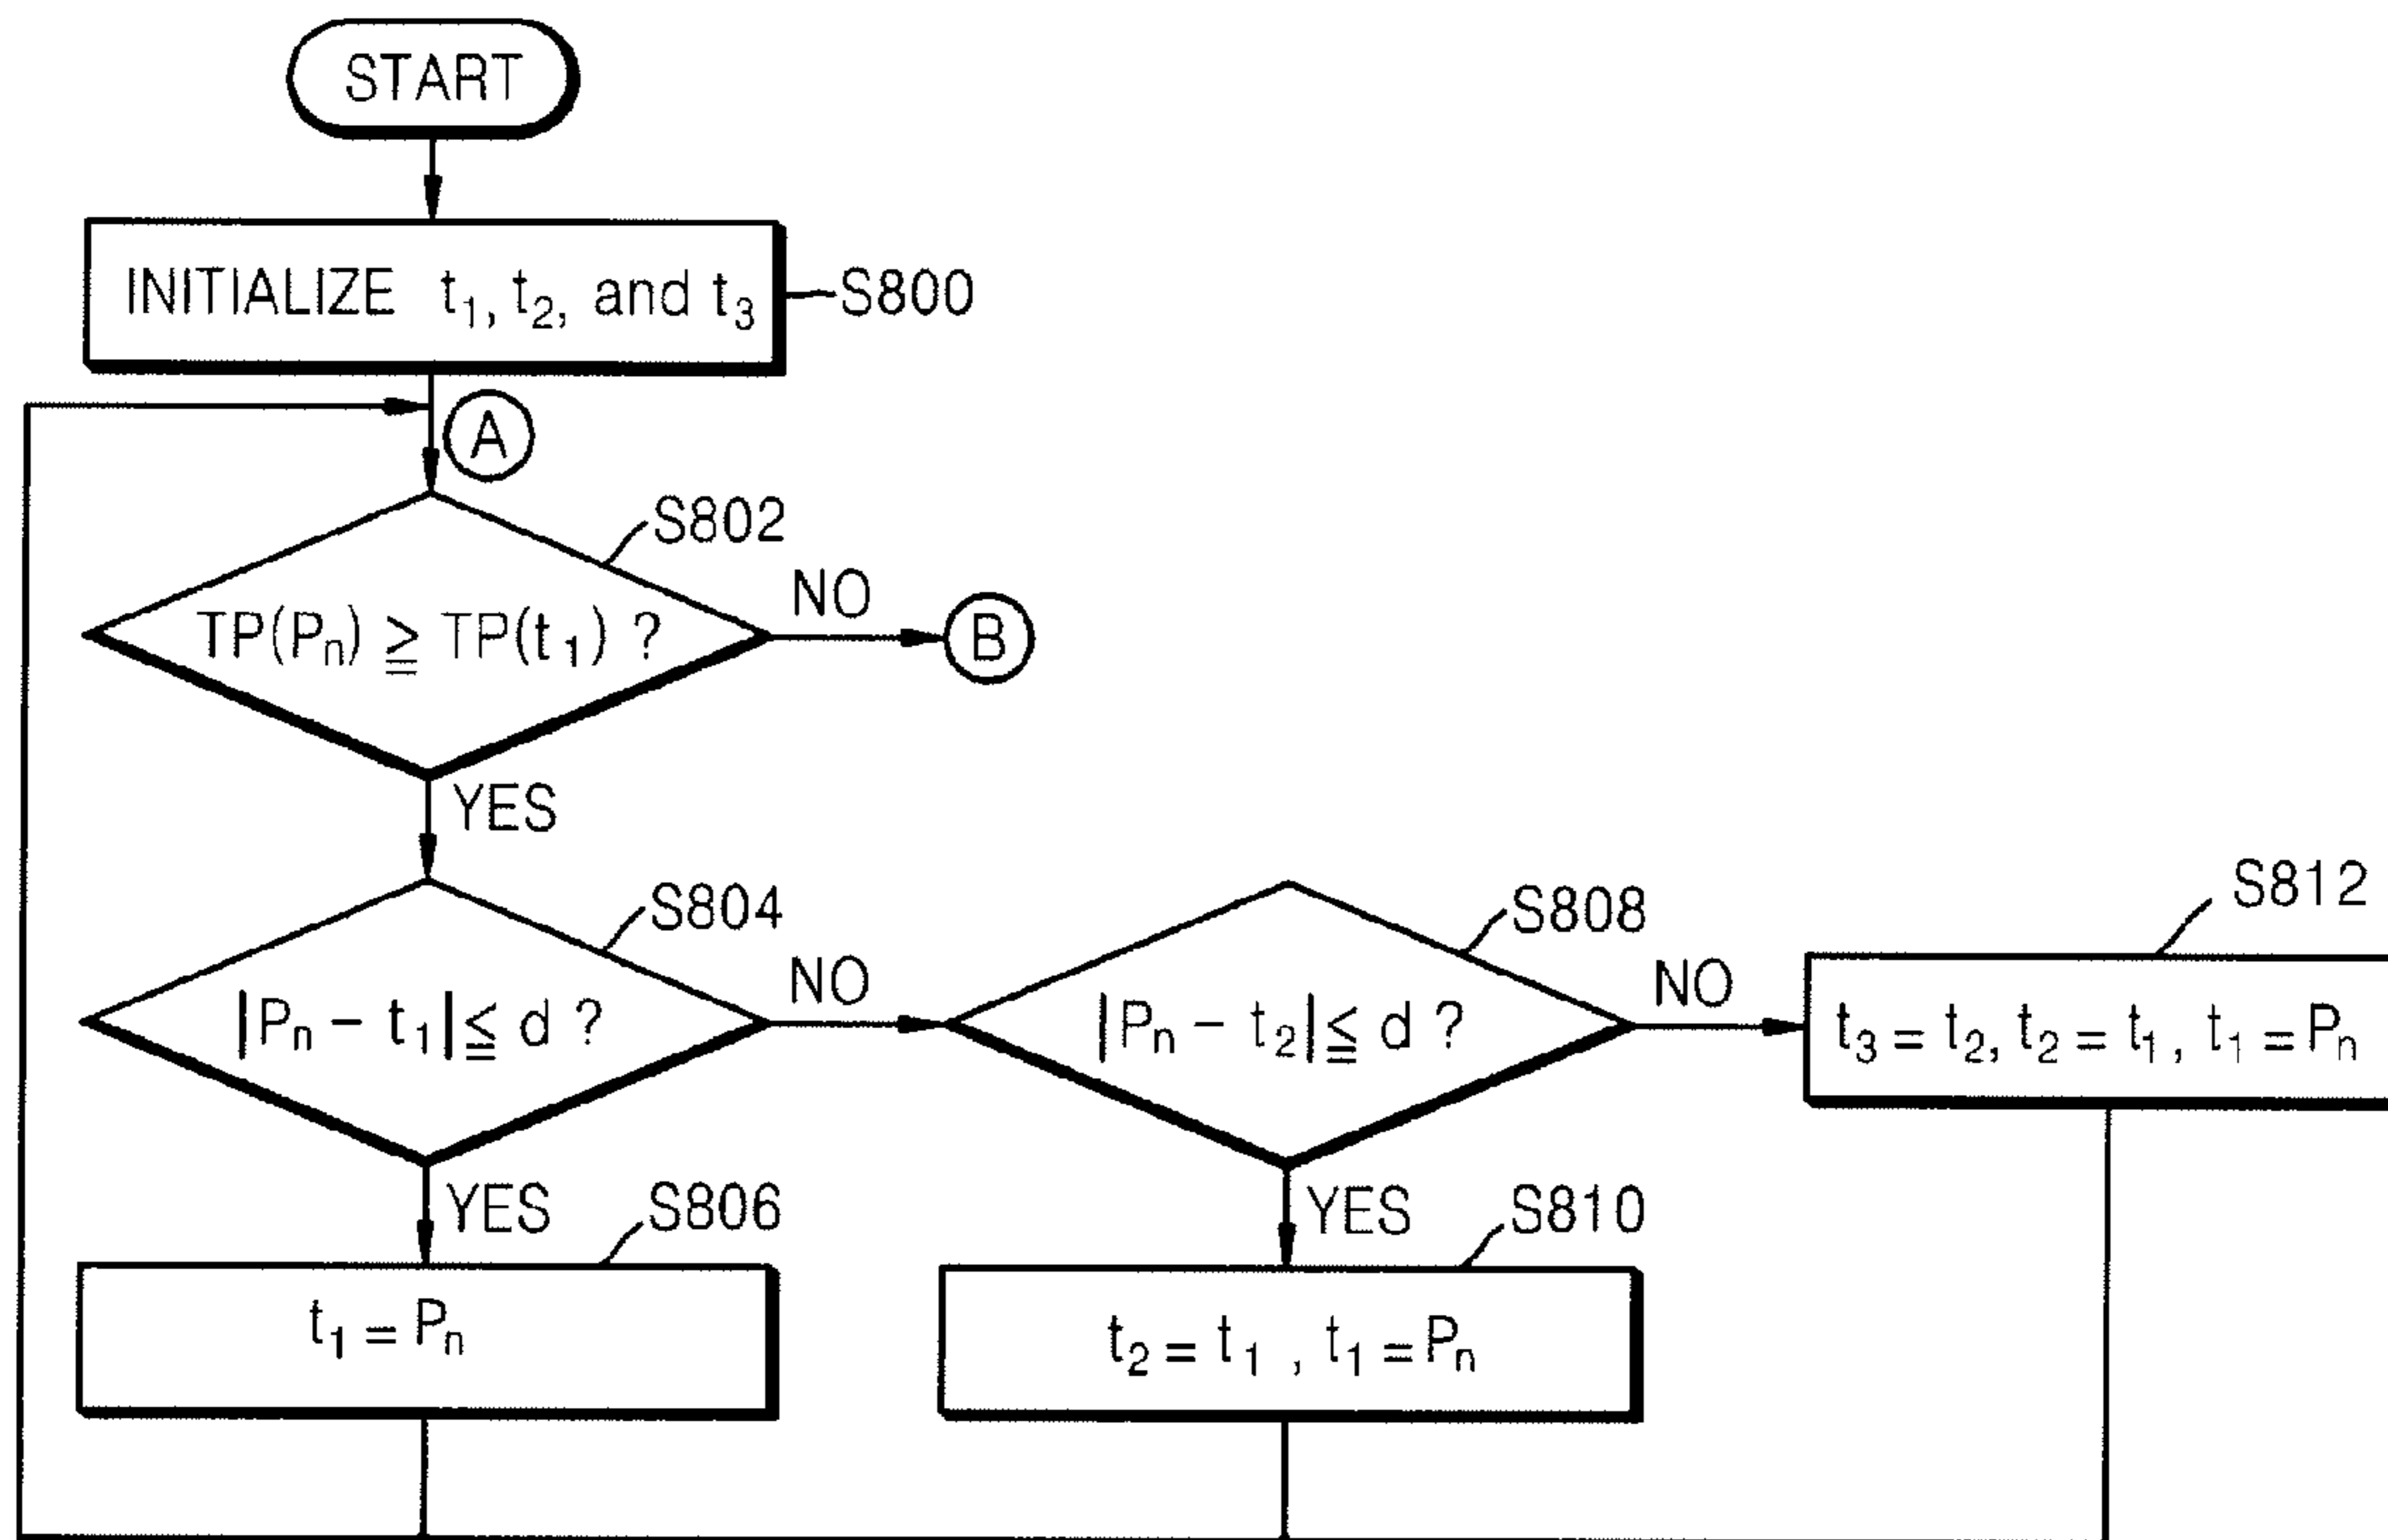 START
INITIALIZE t₁, t₂, and t₃
S800
A
S802
TP(Pₙ) ≧ TP(t₁) ?
NO
B
YES
S804
|Pₙ − t₁| ≦ d ?
NO
S808
|Pₙ − t₂| ≦ d ?
NO
S812
t₃ = t₂, t₂ = t₁, t₁ = Pₙ
YES
S806
t₁ = Pₙ
YES
S810
t₂ = t₁ , t₁ = Pₙ